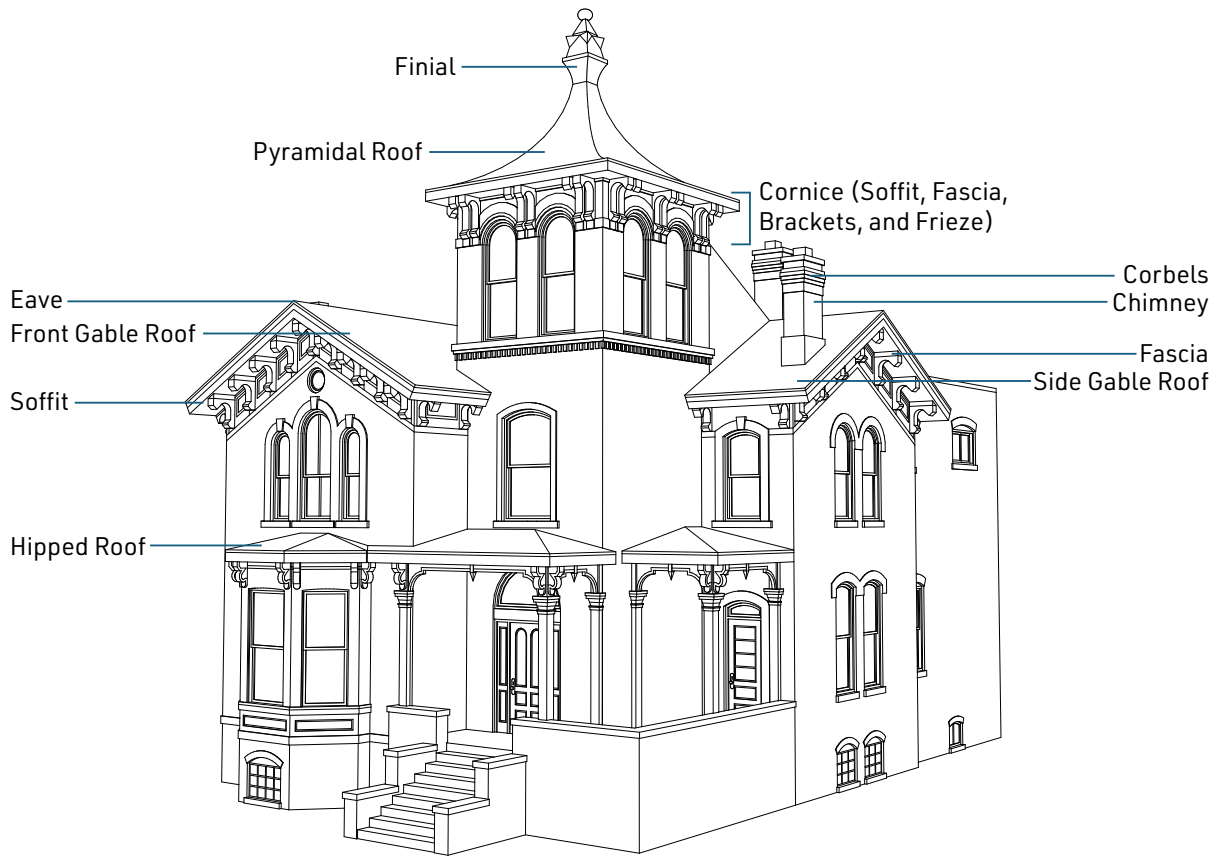 Finial
Pyramidal Roof
Cornice (Soffit, Fascia,
Brackets, and Frieze)
Corbels
Chimney
Eave
Front Gable Roof
Fascia
Side Gable Roof
Soffit
Hipped Roof